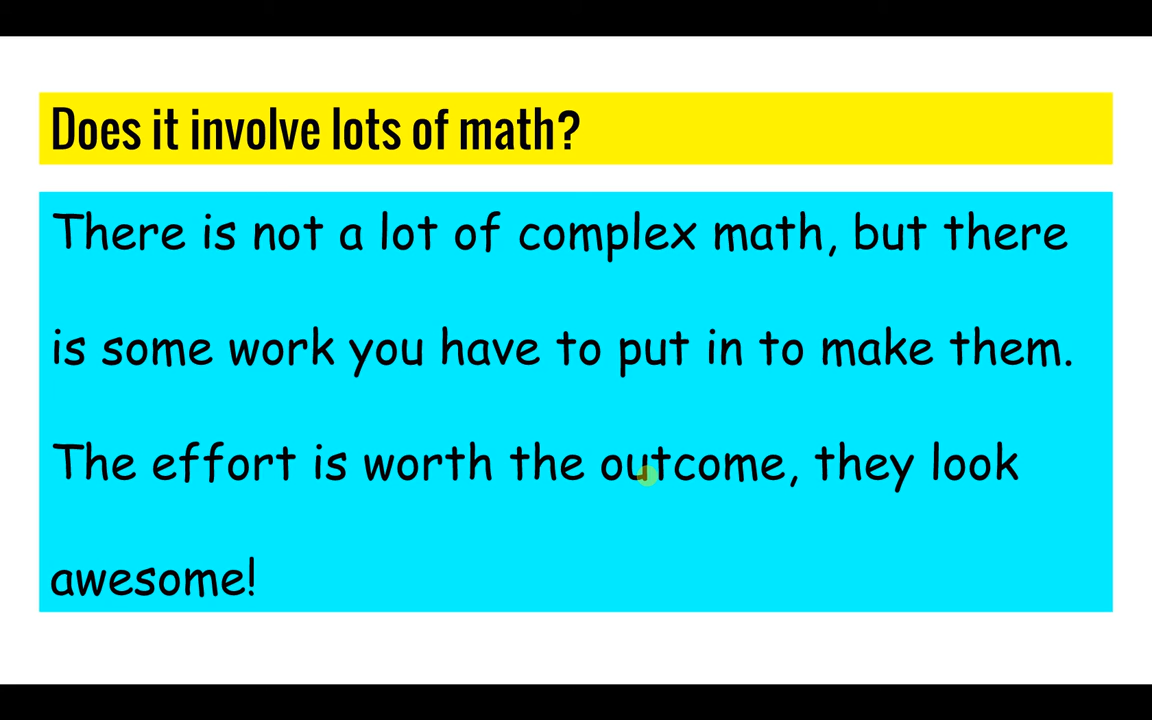 Does it involve lots of math?
There is not a lot of complex math, but there
is some work you have to put in to make them.
The effort is worth the outcome, they look
awesome!